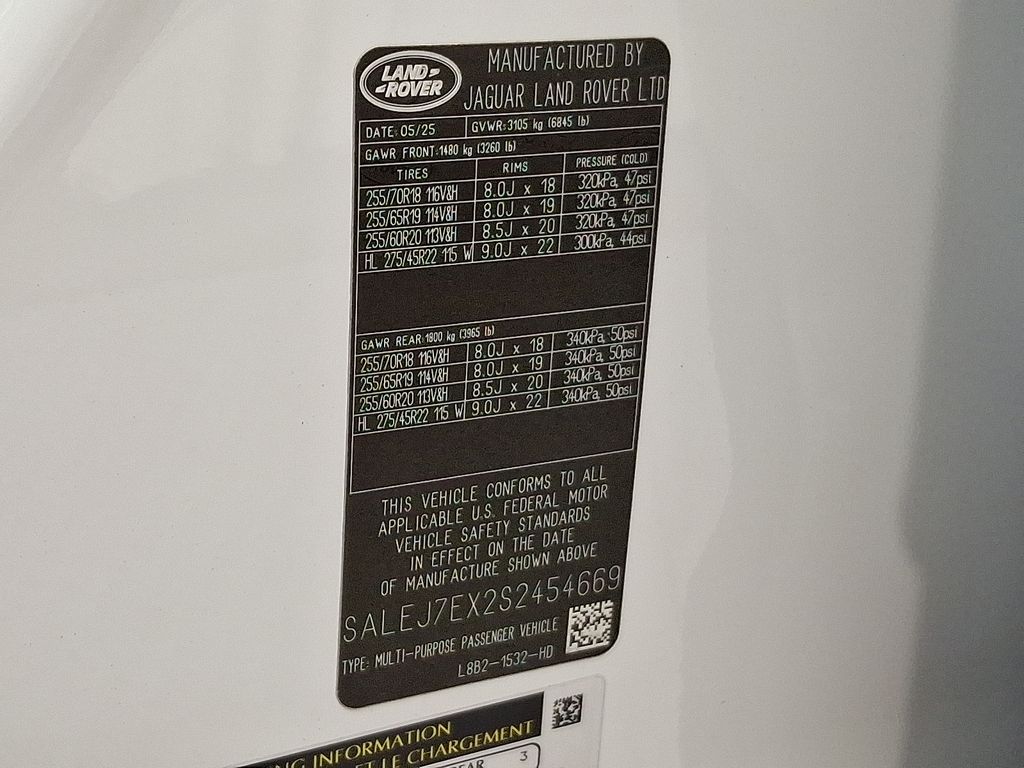 LAND-
-ROVER
MANUFACTURED BY
JAGUAR LAND ROVER LTD
DATE: 05/25 GVWR:3105 kg (6845 lb)
GAWR FRONT:1480 kg (3260 lb)
TIRES RIMS PRESSURE (COLD)
255/70R18 116V&H 8.0J x 18 320kPa, 47psi
255/65R19 114V&H 8.0J x 19 320kPa, 47psi
255/60R20 113V&H 8.5J x 20 320kPa, 47psi
HL 275/45R22 115 W 9.0J x 22 300kPa, 44psi
GAWR REAR:1800 kg (3965 lb)
255/70R18 116V&H 8.0J x 18 340kPa, 50psi
255/65R19 114V&H 8.0J x 19 340kPa, 50psi
255/60R20 113V&H 8.5J x 20 340kPa, 50psi
HL 275/45R22 115 W 9.0J x 22 340kPa, 50psi
THIS VEHICLE CONFORMS TO ALL
APPLICABLE U.S. FEDERAL MOTOR
VEHICLE SAFETY STANDARDS
IN EFFECT ON THE DATE
OF MANUFACTURE SHOWN ABOVE
SALEJ7EX2S2454669
TYPE: MULTI-PURPOSE PASSENGER VEHICLE
L8B2-1532-HD
NG INFORMATION
ET LE CHARGEMENT
EAR 3